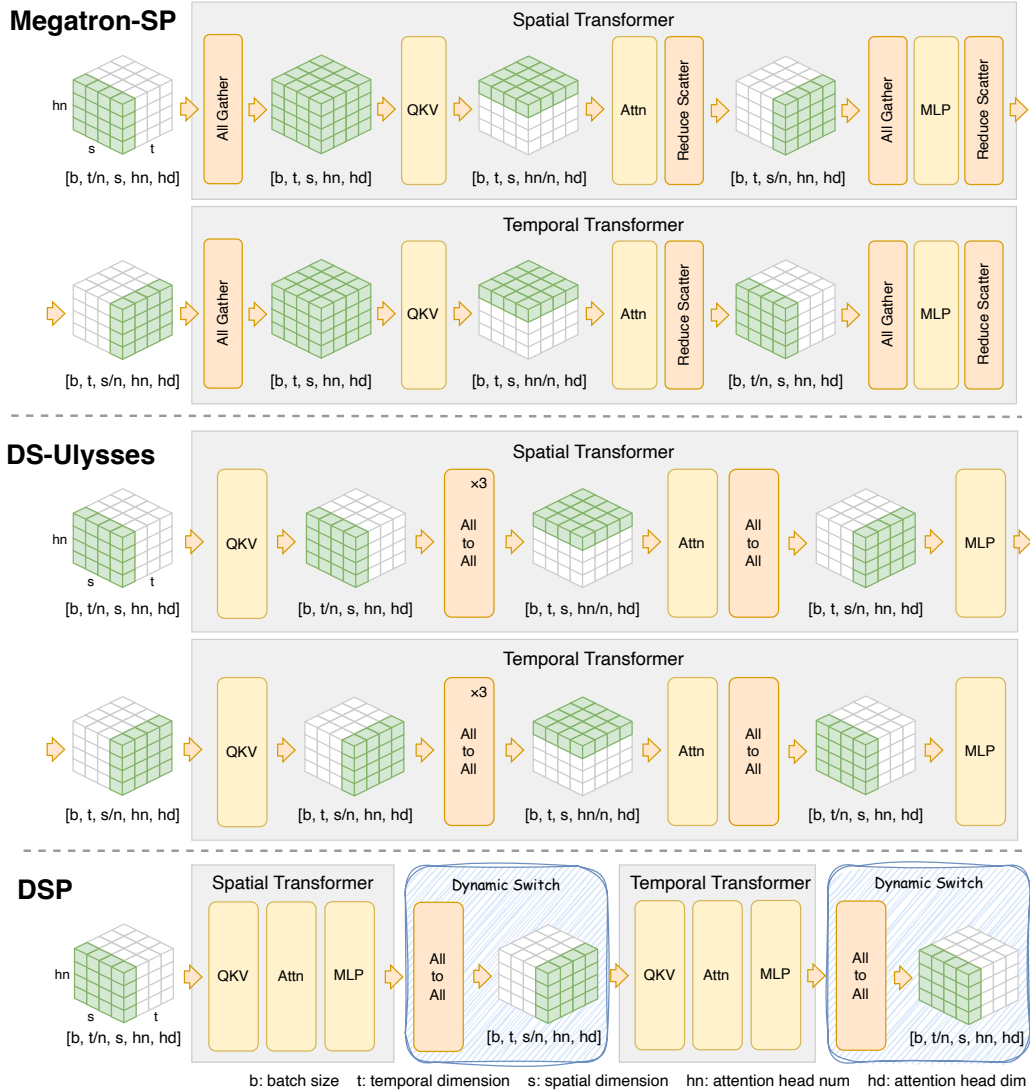 Megatron-SP
Spatial Transformer
hn
s
t
[b, t/n, s, hn, hd]
All Gather
[b, t, s, hn, hd]
QKV
[b, t, s, hn/n, hd]
Attn
Reduce Scatter
[b, t, s/n, hn, hd]
All Gather
MLP
Reduce Scatter
Temporal Transformer
[b, t, s/n, hn, hd]
All Gather
[b, t, s, hn, hd]
QKV
[b, t, s, hn/n, hd]
Attn
Reduce Scatter
[b, t/n, s, hn, hd]
All Gather
MLP
Reduce Scatter
DS-Ulysses
Spatial Transformer
hn
s
t
[b, t/n, s, hn, hd]
QKV
[b, t/n, s, hn, hd]
×3
All
to
All
[b, t, s, hn/n, hd]
Attn
All
to
All
[b, t, s/n, hn, hd]
MLP
Temporal Transformer
[b, t, s/n, hn, hd]
QKV
[b, t, s/n, hn, hd]
×3
All
to
All
[b, t, s, hn/n, hd]
Attn
All
to
All
[b, t/n, s, hn, hd]
MLP
DSP
hn
s
t
[b, t/n, s, hn, hd]
Spatial Transformer
QKV
Attn
MLP
Dynamic Switch
All
to
All
[b, t, s/n, hn, hd]
Temporal Transformer
QKV
Attn
MLP
Dynamic Switch
All
to
All
[b, t/n, s, hn, hd]
b: batch size t: temporal dimension s: spatial dimension hn: attention head num hd: attention head dim